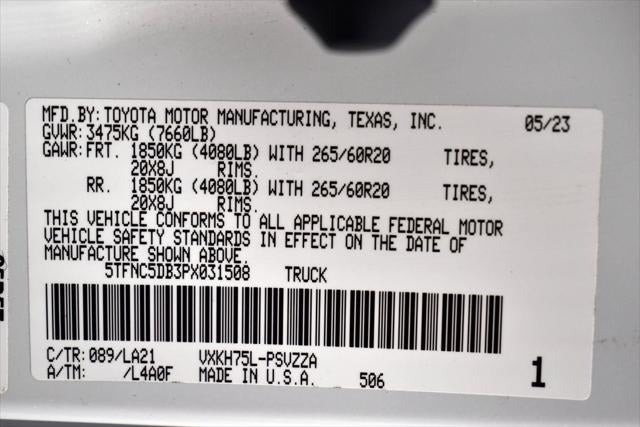 MFD.BY: TOYOTA MOTOR MANUFACTURING, TEXAS, INC. 05/23
GVWR: 3475KG (7660LB)
GAWR: FRT. 1850KG (4080LB) WITH 265/60R20 TIRES,
20X8J RIMS.
RR. 1850KG (4080LB) WITH 265/60R20 TIRES,
20X8J RIMS.
THIS VEHICLE CONFORMS TO ALL APPLICABLE FEDERAL MOTOR
VEHICLE SAFETY STANDARDS IN EFFECT ON THE DATE OF
MANUFACTURE SHOWN ABOVE.
5TFNC5DB3PX031508 TRUCK
C/TR: 089/LA21 VXKH75L-PSVZZA
A/TM: /L4A0F MADE IN U.S.A. 506 1